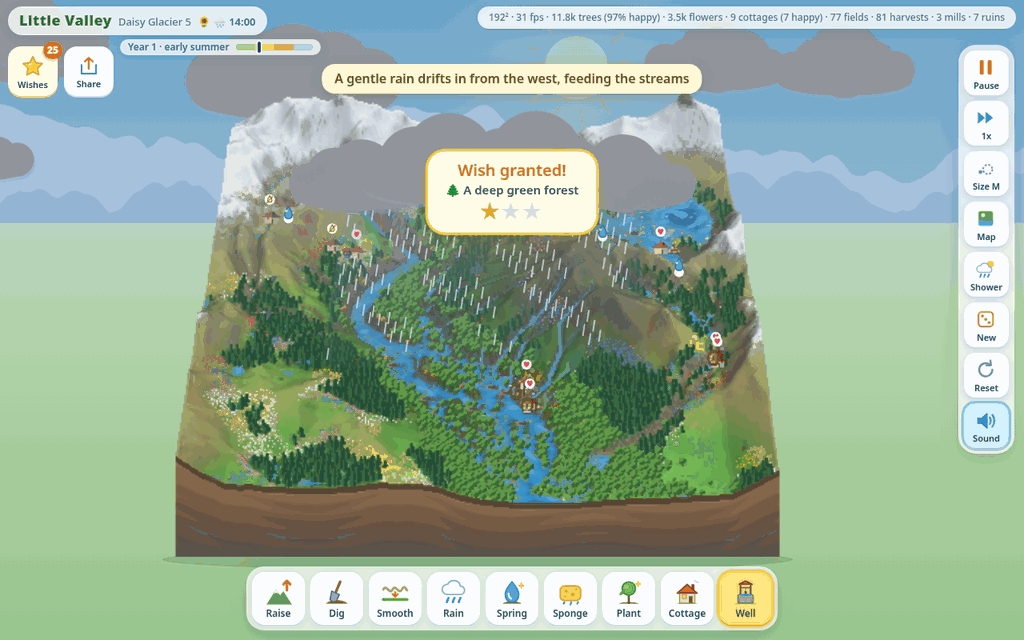 Little Valley Daisy Glacier 5 14:00
192² · 31 fps · 11.8k trees (97% happy) · 3.5k flowers · 9 cottages (7 happy) · 77 fields · 81 harvests · 3 mills · 7 ruins
Year 1 · early summer
25
Wishes
Share
A gentle rain drifts in from the west, feeding the streams
Wish granted!
A deep green forest
Pause
1x
Size M
Map
Shower
New
Reset
Sound
Raise
Dig
Smooth
Rain
Spring
Sponge
Plant
Cottage
Well